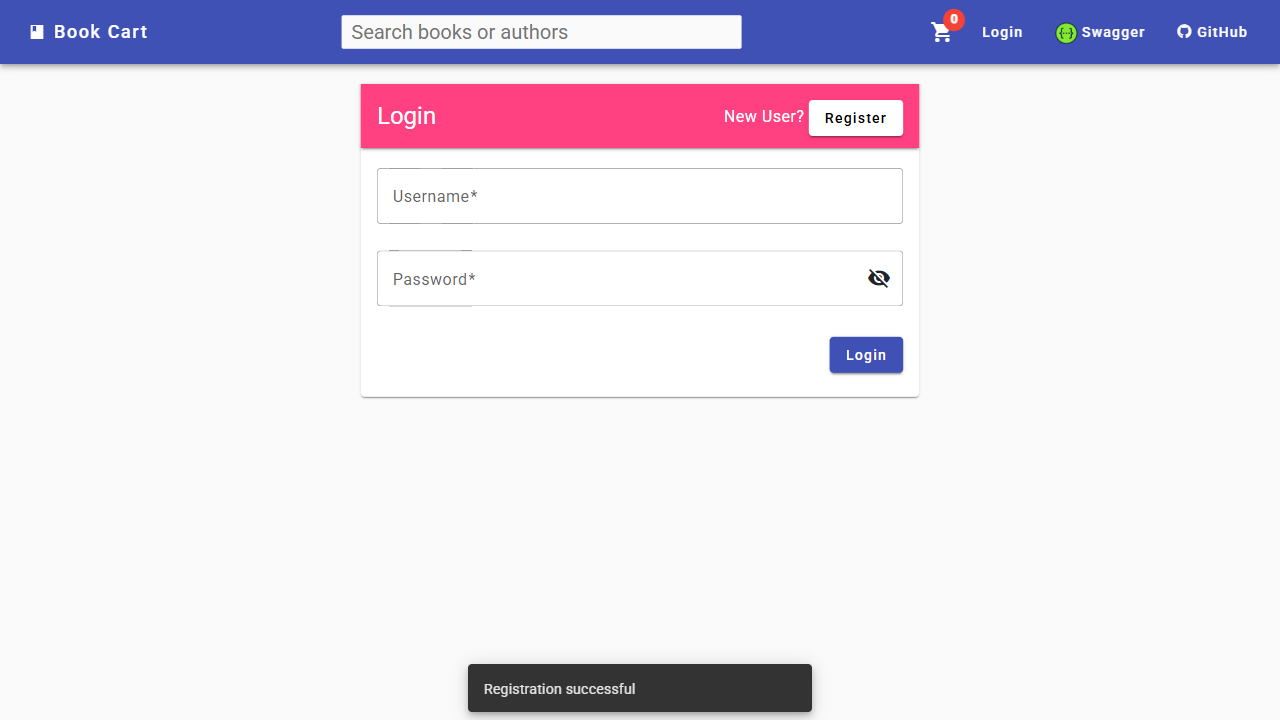 Book Cart
Search books or authors
0
Login
Swagger
GitHub
Login
New User? Register
Username*
Password*
Login
Registration successful